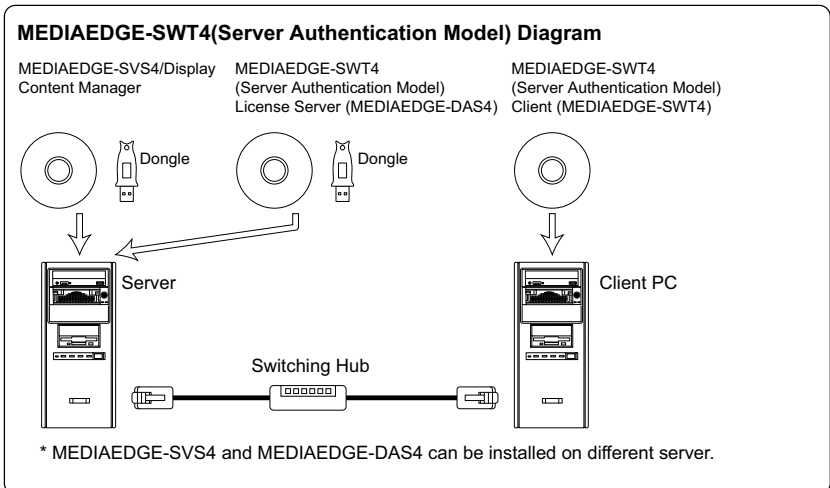 MEDIAEDGE-SWT4(Server Authentication Model) Diagram
MEDIAEDGE-SVS4/Display
Content Manager
MEDIAEDGE-SWT4
(Server Authentication Model)
License Server (MEDIAEDGE-DAS4)
MEDIAEDGE-SWT4
(Server Authentication Model)
Client (MEDIAEDGE-SWT4)
Dongle
Dongle
Server
Client PC
Switching Hub
* MEDIAEDGE-SVS4 and MEDIAEDGE-DAS4 can be installed on different server.